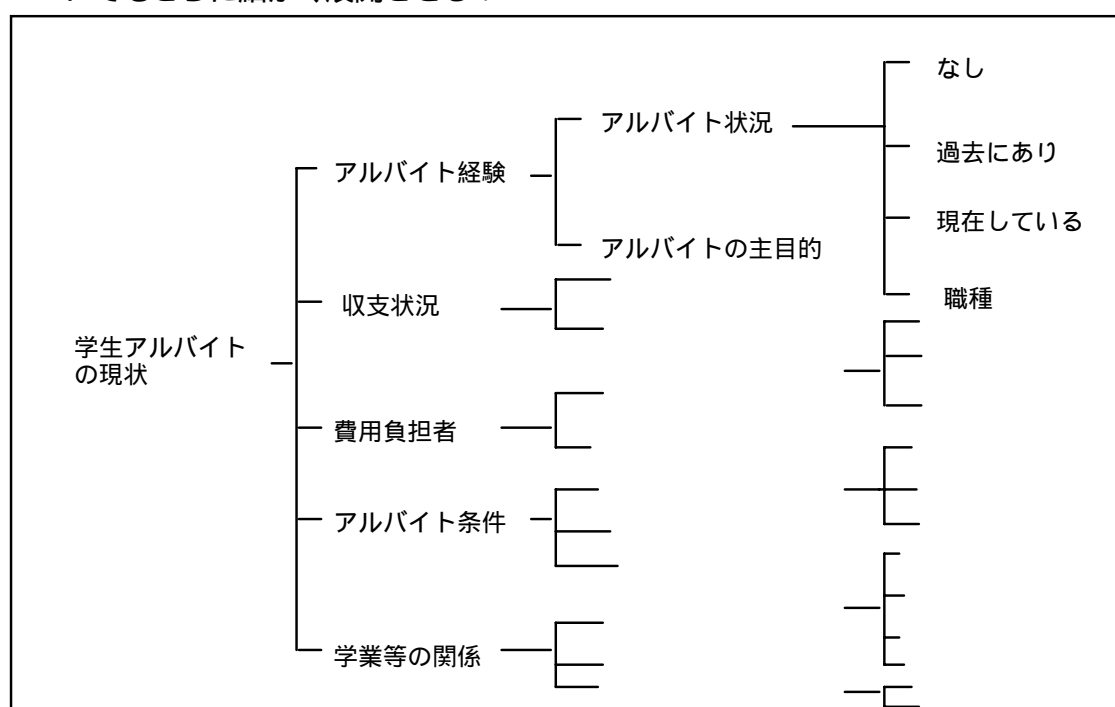 なし
アルバイト状況
過去にあり
アルバイト経験
現在している
アルバイトの主目的
職種
収支状況
学生アルバイト
の現状
費用負担者
アルバイト条件
学業等の関係